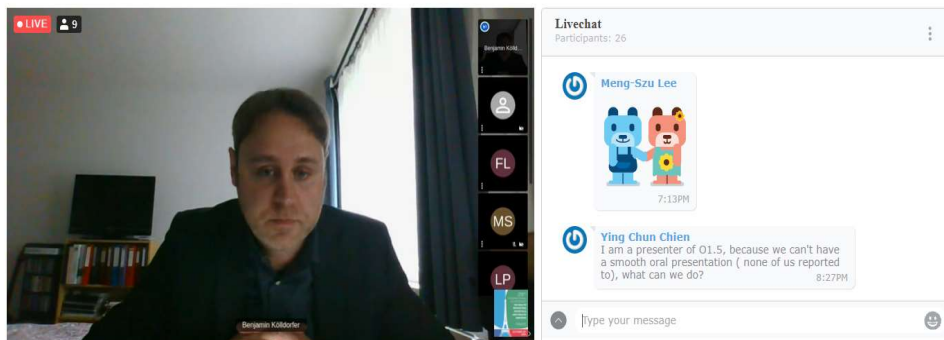 LIVE
9
Benjamin Kölld...
FL
MS
LP
Benjamin Kölldorfer
Livechat
Participants: 26
Meng-Szu Lee
7:13PM
Ying Chun Chien
I am a presenter of O1.5, because we can't have
a smooth oral presentation ( none of us reported
to), what can we do?
8:27PM
Type your message